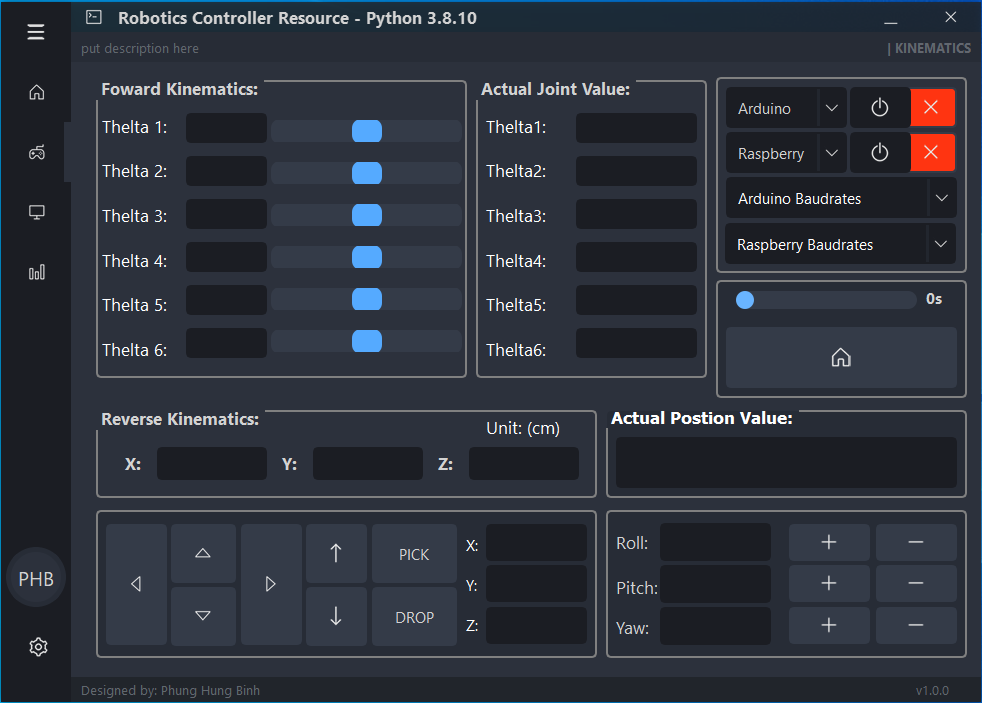 Robotics Controller Resource - Python 3.8.10
put description here
| KINEMATICS
Foward Kinematics:
Thelta 1:
Thelta 2:
Thelta 3:
Thelta 4:
Thelta 5:
Thelta 6:
Actual Joint Value:
Thelta1:
Thelta2:
Thelta3:
Thelta4:
Thelta5:
Thelta6:
Arduino
Raspberry
Arduino Baudrates
Raspberry Baudrates
0s
Reverse Kinematics:
Unit: (cm)
X:
Y:
Z:
Actual Postion Value:
PICK
DROP
X:
Y:
Z:
Roll:
Pitch:
Yaw:
PHB
Designed by: Phung Hung Binh
v1.0.0